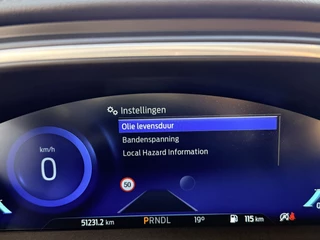 Instellingen
Olie levensduur
Bandenspanning
Local Hazard Information
km/h
0
50
51231.2 km
PRNDL
19°
115 km